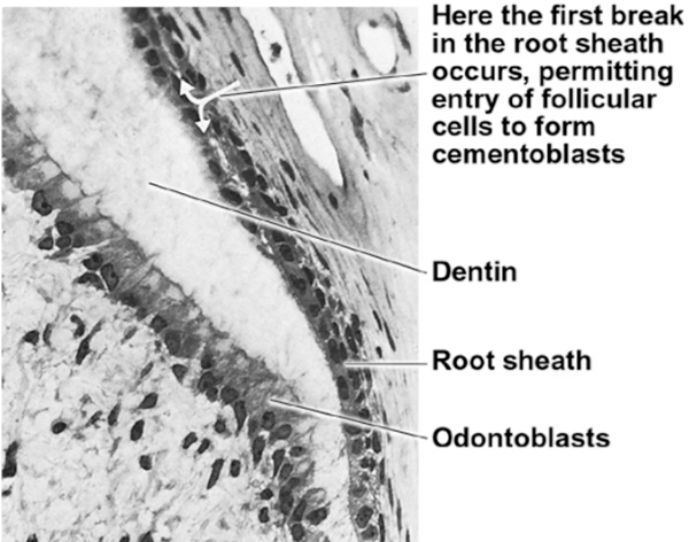 Here the first break
in the root sheath
occurs, permitting
entry of follicular
cells to form
cementoblasts
Dentin
Root sheath
Odontoblasts